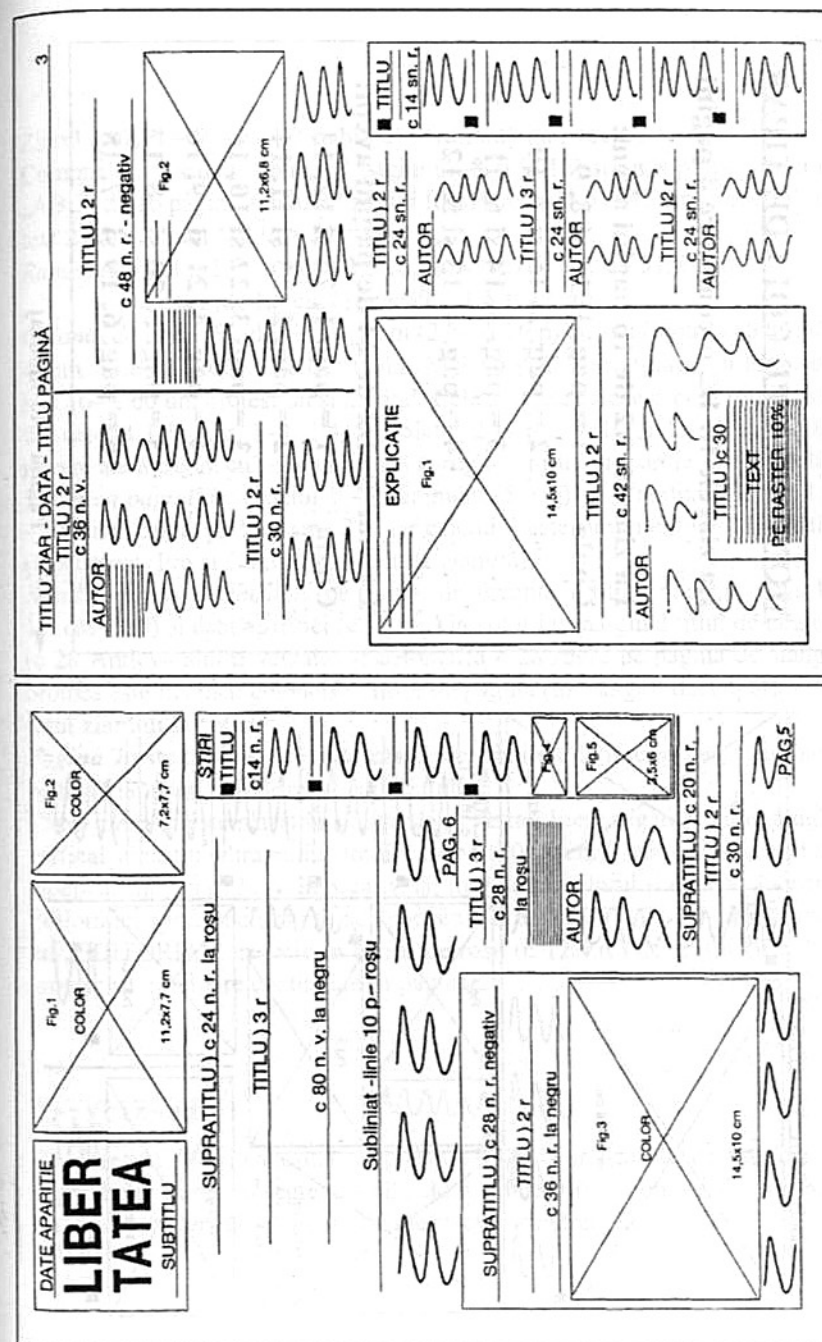 DATE APARIȚIE
LIBER
TATEA
SUBTITLU
Fig.1
COLOR
11,2x7,7 cm
Fig.2
COLOR
7,2x7,7 cm
SUPRATITLU ) c 24 n. r. la roșu
TITLU ) 3 r
c 80 n. v. la negru
Subliniat -linie 10 p - roșu
PAG. 6
ȘTIRI
TITLU
c14 n. r.
Fig.4
Fig.5
7,5x6 cm
SUPRATITLU ) c 28 n. r. negativ
TITLU ) 2 r
c 36 n. r. la negru
Fig.3
COLOR
14,5x10 cm
TITLU ) 3 r
c 28 n. r.
la roșu
AUTOR
SUPRATITLU ) c 20 n. r.
TITLU ) 2 r
c 30 n. r.
PAG.5
TITLU ZIAR - DATA - TITLU PAGINĂ
3
TITLU ) 2 r
c 36 n. v.
AUTOR
TITLU ) 2 r
c 30 n. r.
TITLU ) 2 r
c 48 n. r. - negativ
Fig.2
11,2x6,8 cm
EXPLICAȚIE
Fig.1
14,5x10 cm
TITLU ) 2 r
c 42 sn. r.
AUTOR
TITLU )c 30
TEXT
PE RASTER 10%
TITLU ) 2 r
c 24 sn. r.
AUTOR
TITLU ) 3 r
c 24 sn. r.
AUTOR
TITLU )2 r
c 24 sn. r.
AUTOR
TITLU
c 14 sn. r.